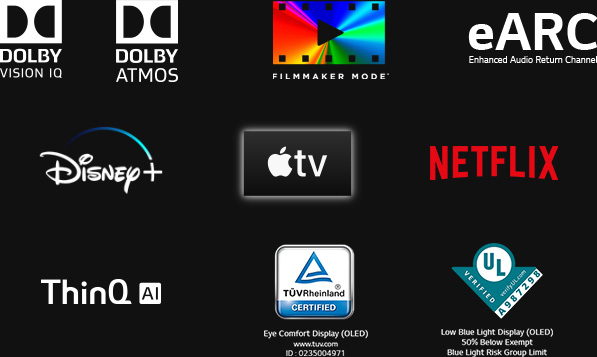 DOLBY
VISION IQ
DOLBY
ATMOS
FILMMAKER MODE
eARC
Enhanced Audio Return Channel
Disney+
tv
NETFLIX
ThinQ AI
TÜVRheinland
CERTIFIED
Eye Comfort Display (OLED)
www.tuv.com
ID : 0235004971
UL
VERIFIED
verifyUL.com
A987298
Low Blue Light Display (OLED)
50% Below Exempt
Blue Light Risk Group Limit